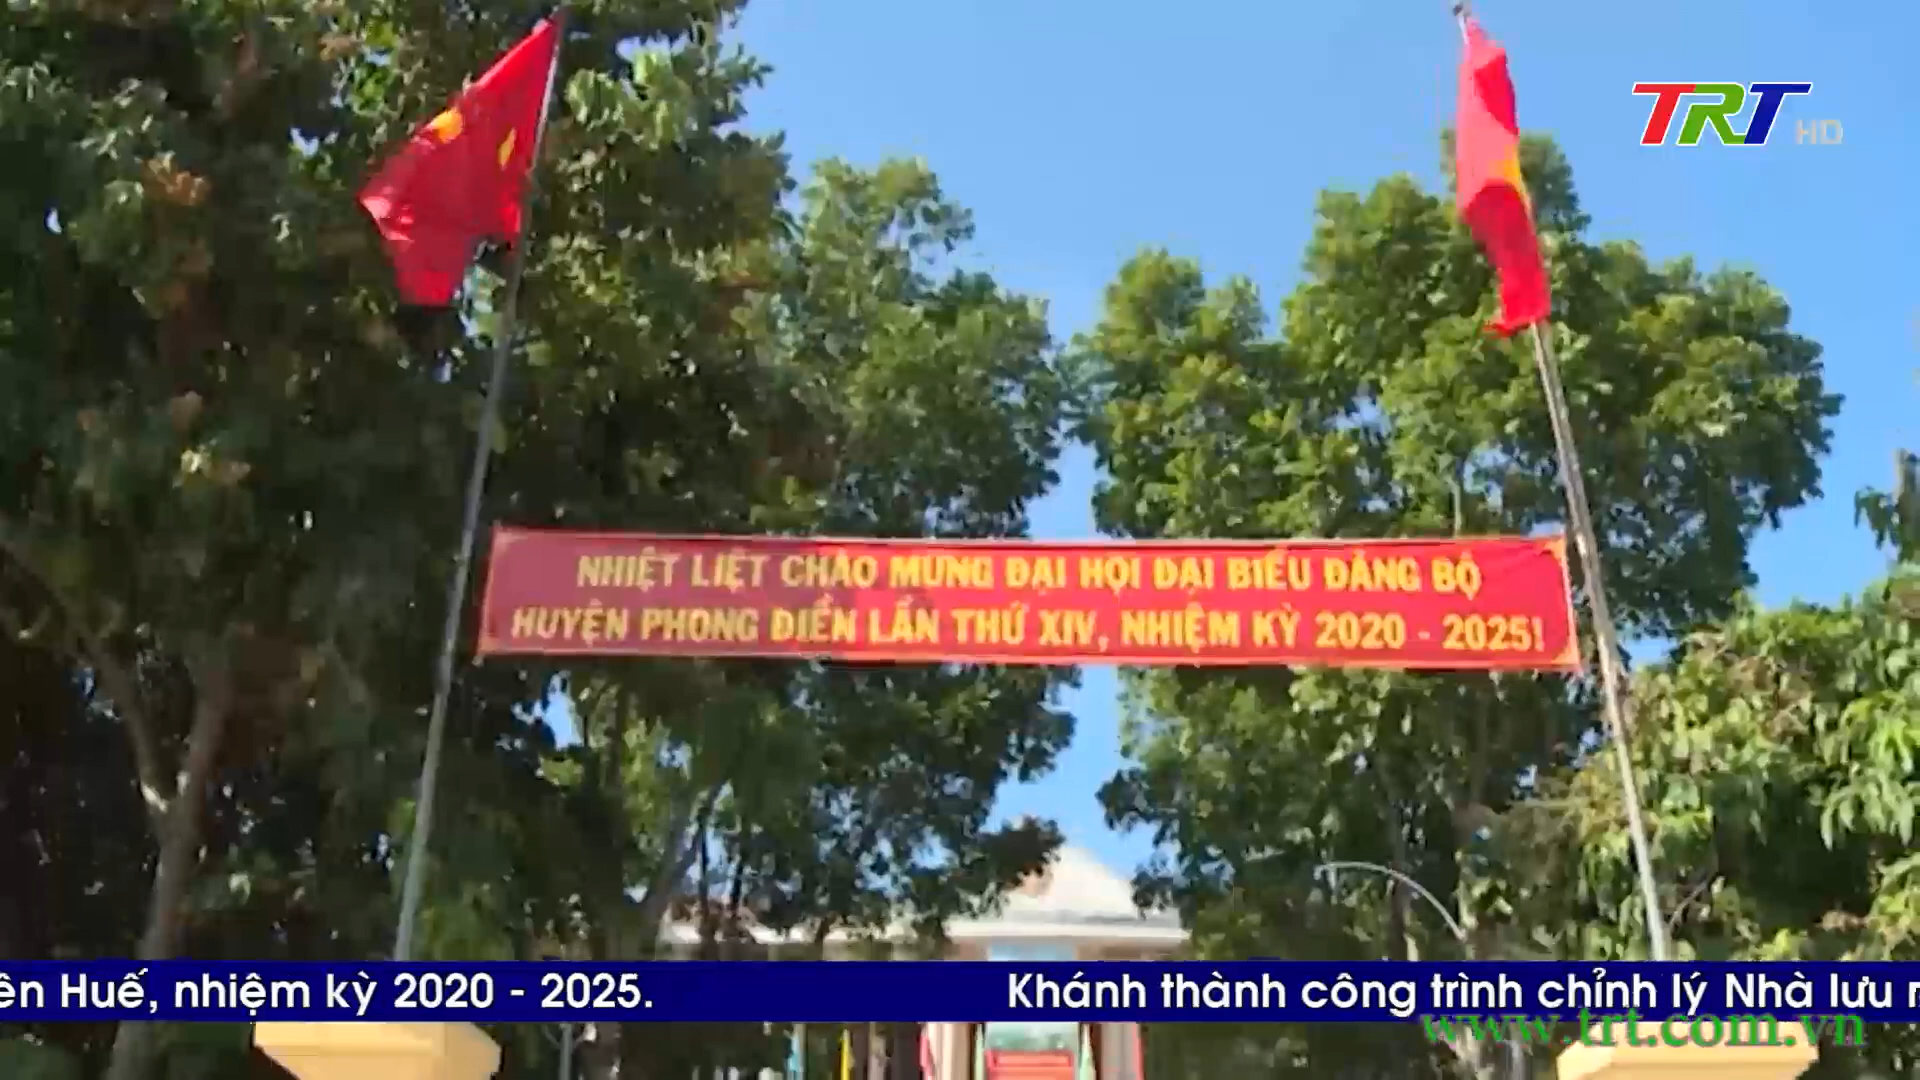 TRT HD
NHIỆT LIỆT CHÀO MỪNG ĐẠI HỘI ĐẠI BIỂU ĐẢNG BỘ
HUYỆN PHONG ĐIỀN LẦN THỨ XIV, NHIỆM KỲ 2020 - 2025!
ên Huế, nhiệm kỳ 2020 - 2025. Khánh thành công trình chỉnh lý Nhà lưu
www.trt.com.vn